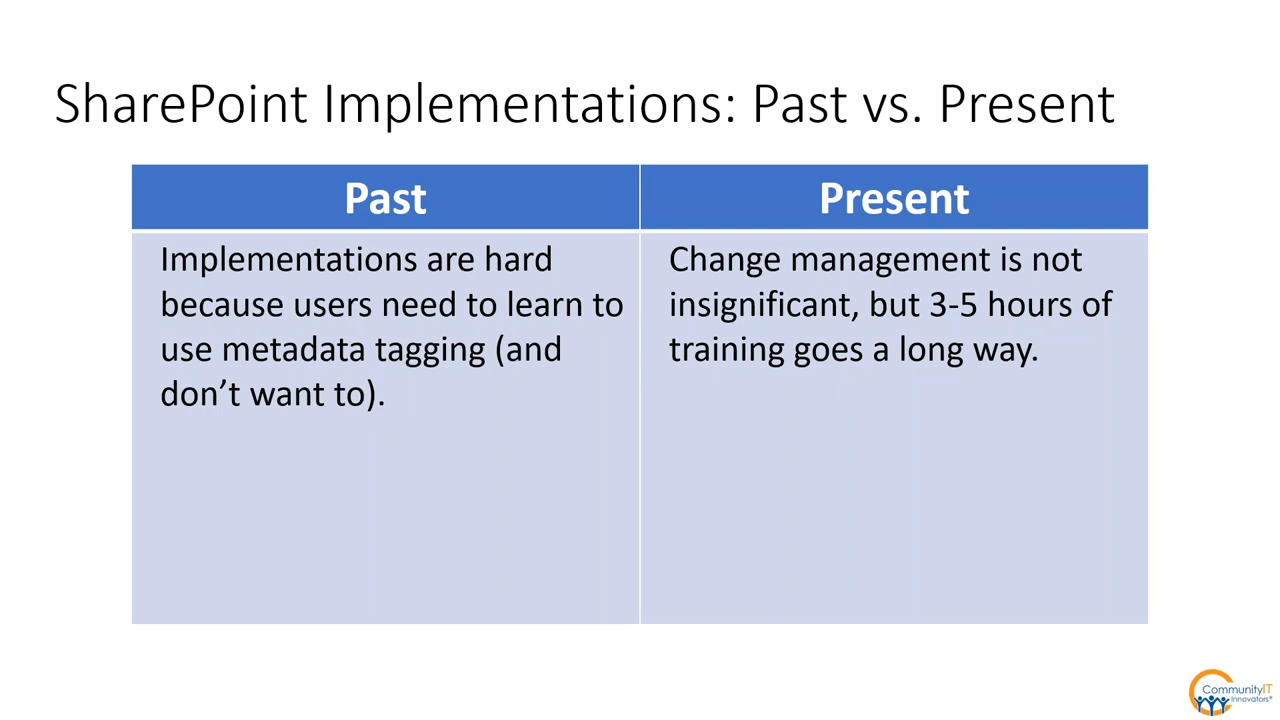 SharePoint Implementations: Past vs. Present
Past
Present
Implementations are hard
because users need to learn to
use metadata tagging (and
don’t want to).
Change management is not
insignificant, but 3-5 hours of
training goes a long way.
CommunityIT
Innovators®